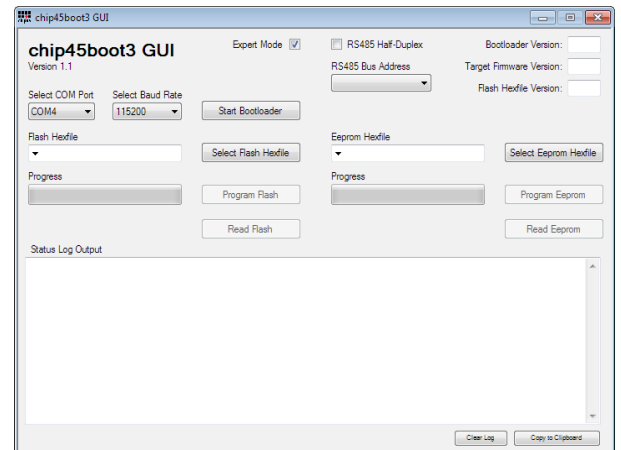 chip45boot3 GUI
chip45boot3 GUI
Version 1.1
Expert Mode
RS485 Half-Duplex
Bootloader Version:
RS485 Bus Address
Target Firmware Version:
Flash Hexfile Version:
Select COM Port
Select Baud Rate
COM4
115200
Start Bootloader
Flash Hexfile
Select Flash Hexfile
Eeprom Hexfile
Select Eeprom Hexfile
Progress
Program Flash
Progress
Program Eeprom
Read Flash
Read Eeprom
Status Log Output
Clear Log
Copy to Clipboard